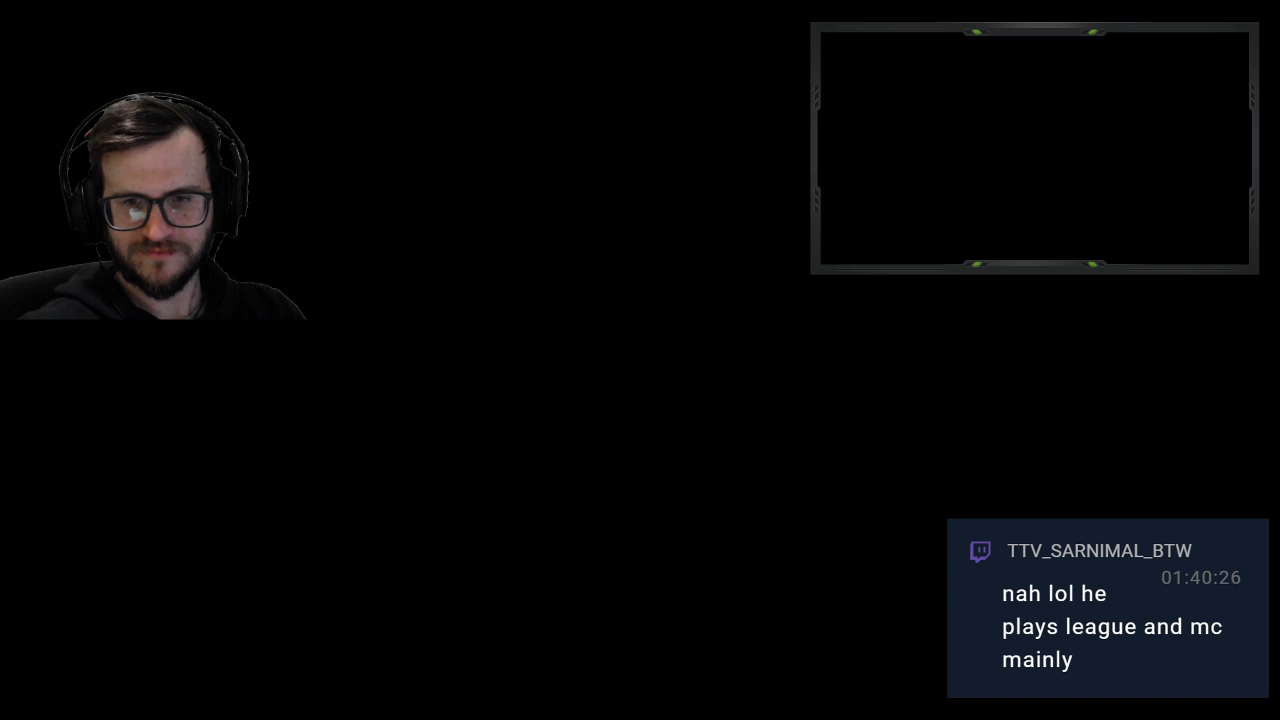 TTV_SARNIMAL_BTW
01:40:26
nah lol he
plays league and mc
mainly